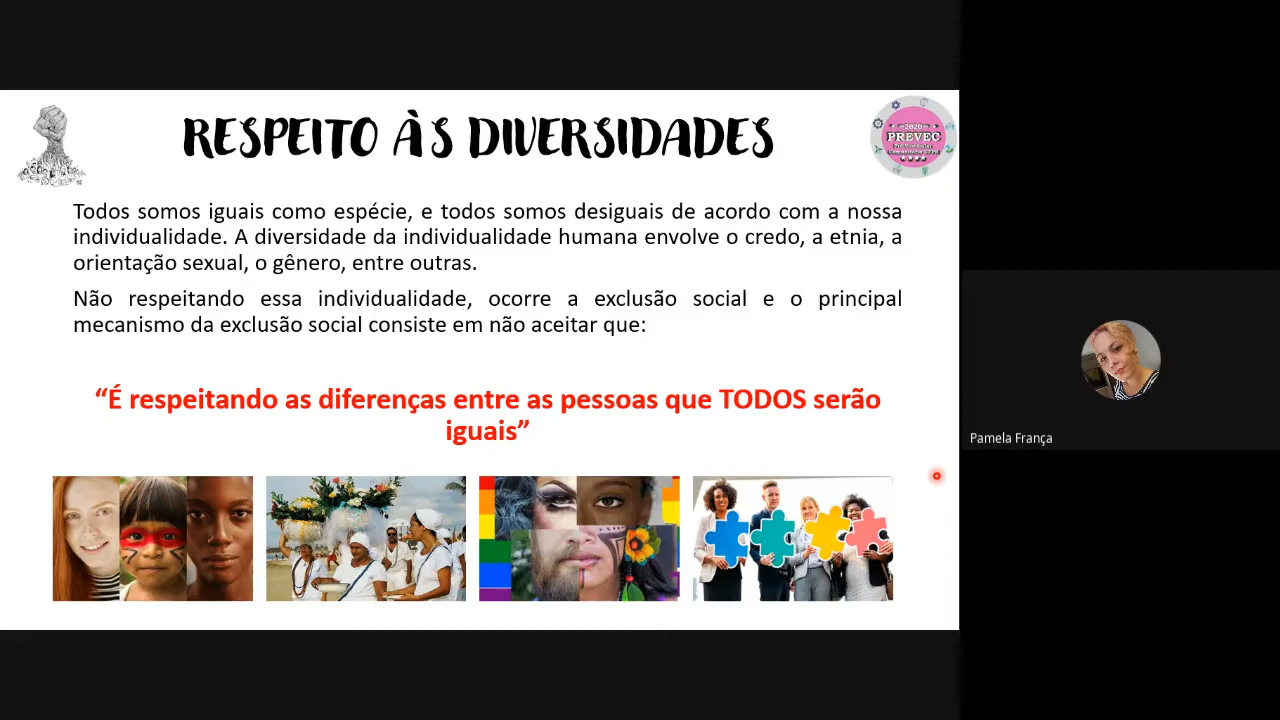 RESPEITO ÀS DIVERSIDADES
2020
PREVEC
Todos somos iguais como espécie, e todos somos desiguais de acordo com a nossa
individualidade. A diversidade da individualidade humana envolve o credo, a etnia, a
orientação sexual, o gênero, entre outras.
Não respeitando essa individualidade, ocorre a exclusão social e o principal
mecanismo da exclusão social consiste em não aceitar que:
“É respeitando as diferenças entre as pessoas que TODOS serão
iguais”
Pamela França